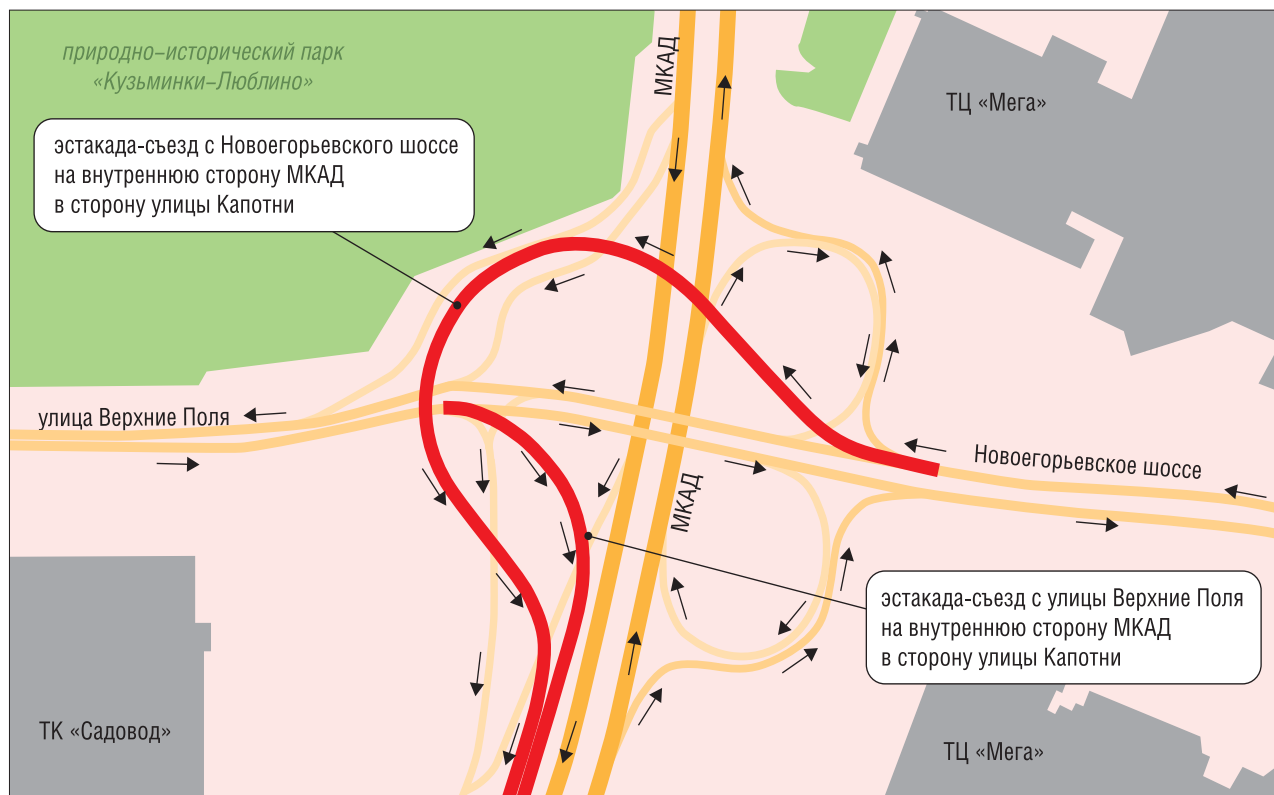 природно-исторический парк
«Кузьминки-Люблино»
МКАД
ТЦ «Мега»
эстакада-съезд с Новоегорьевского шоссе
на внутреннюю сторону МКАД
в сторону улицы Капотни
улица Верхние Поля
Новоегорьевское шоссе
МКАД
эстакада-съезд с улицы Верхние Поля
на внутреннюю сторону МКАД
в сторону улицы Капотни
ТК «Садовод»
ТЦ «Мега»